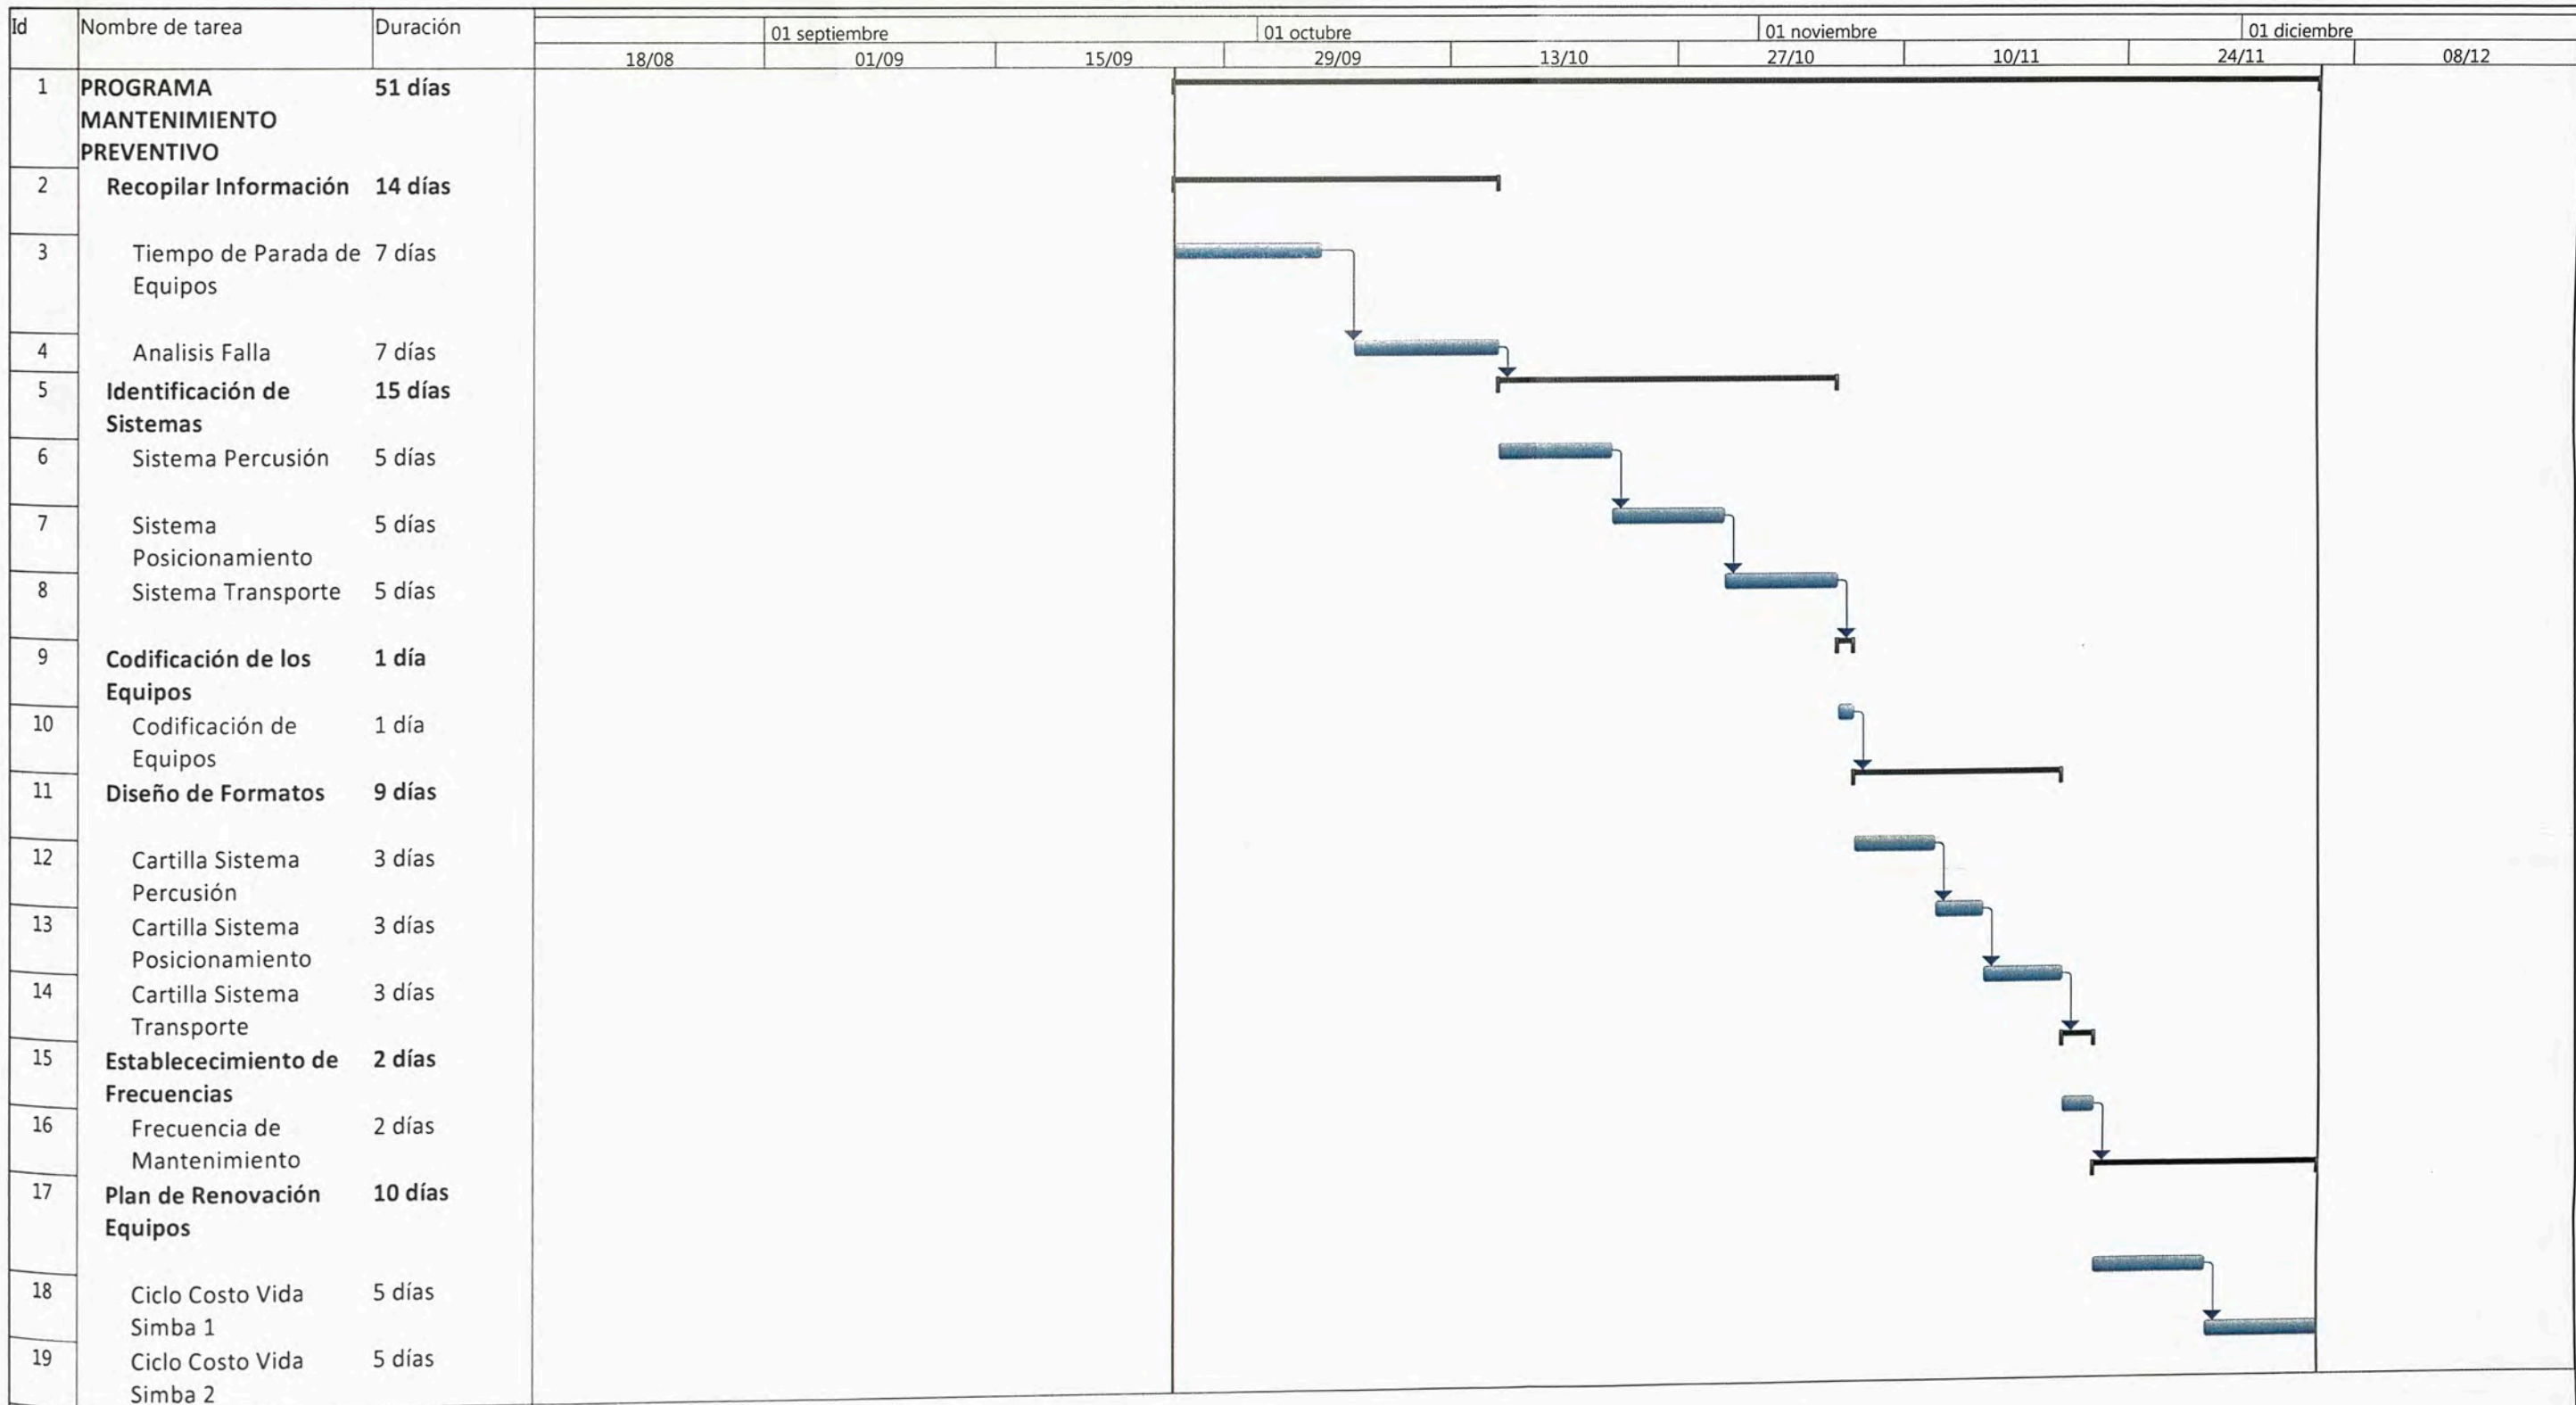 Id Nombre de tarea Duración
01 septiembre 01 octubre 01 noviembre 01 diciembre
18/08 01/09 15/09 29/09 13/10 27/10 10/11 24/11 08/12
1 PROGRAMA 51 días
MANTENIMIENTO
PREVENTIVO
2 Recopilar Información 14 días
3 Tiempo de Parada de 7 días
Equipos
4 Analisis Falla 7 días
5 Identificación de 15 días
Sistemas
6 Sistema Percusión 5 días
7 Sistema 5 días
Posicionamiento
8 Sistema Transporte 5 días
9 Codificación de los 1 día
Equipos
10 Codificación de 1 día
Equipos
11 Diseño de Formatos 9 días
12 Cartilla Sistema 3 días
Percusión
13 Cartilla Sistema 3 días
Posicionamiento
14 Cartilla Sistema 3 días
Transporte
15 Establececimiento de 2 días
Frecuencias
16 Frecuencia de 2 días
Mantenimiento
17 Plan de Renovación 10 días
Equipos
18 Ciclo Costo Vida 5 días
Simba 1
19 Ciclo Costo Vida 5 días
Simba 2